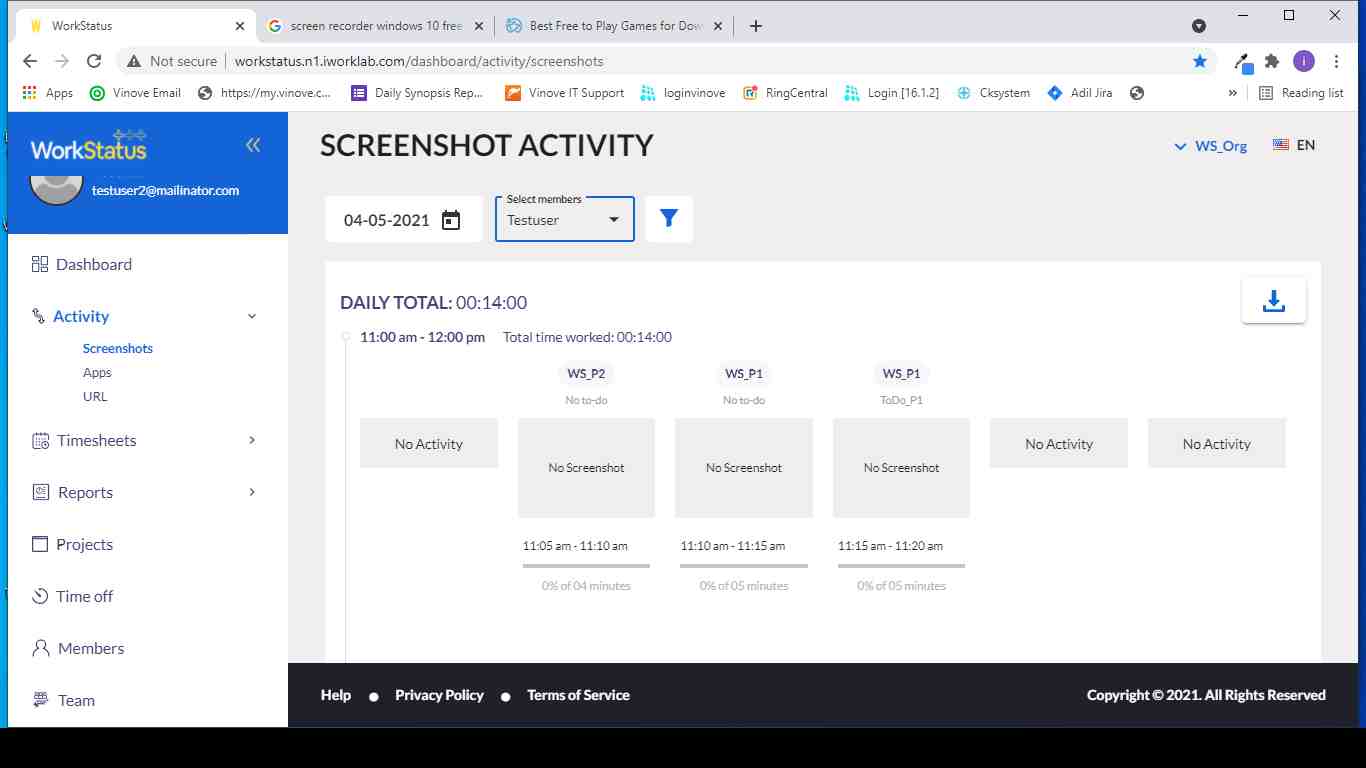 WorkStatus
screen recorder windows 10 free
Best Free to Play Games for Dow
Not secure
workstatus.n1.iworklab.com/dashboard/activity/screenshots
i
Apps
Vinove Email
https://my.vinove.c...
Daily Synopsis Rep...
Vinove IT Support
loginvinove
RingCentral
Login [16.1.2]
Cksystem
Adil Jira
»
Reading list
WorkStatus
testuser2@mailinator.com
SCREENSHOT ACTIVITY
WS_Org
EN
04-05-2021
Select members
Testuser
Dashboard
Activity
Screenshots
Apps
URL
Timesheets
Reports
Projects
Time off
Members
Team
DAILY TOTAL: 00:14:00
11:00 am - 12:00 pm Total time worked: 00:14:00
WS_P2
WS_P1
WS_P1
No to-do
No to-do
ToDo_P1
No Activity
No Screenshot
No Screenshot
No Screenshot
No Activity
No Activity
11:05 am - 11:10 am
11:10 am - 11:15 am
11:15 am - 11:20 am
0% of 04 minutes
0% of 05 minutes
0% of 05 minutes
Help
Privacy Policy
Terms of Service
Copyright © 2021. All Rights Reserved